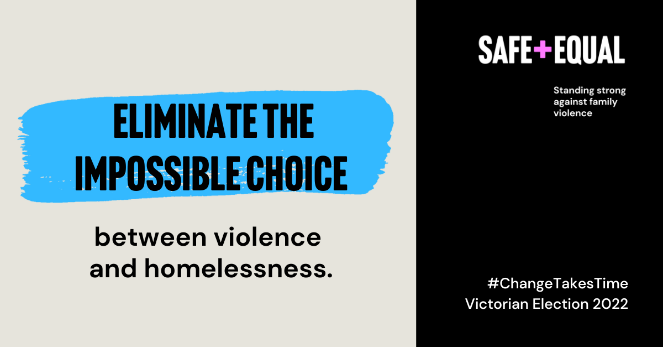 ELIMINATE THE
IMPOSSIBLE CHOICE
between violence
and homelessness.
SAFE+EQUAL
Standing strong
against family
violence
#ChangeTakesTime
Victorian Election 2022